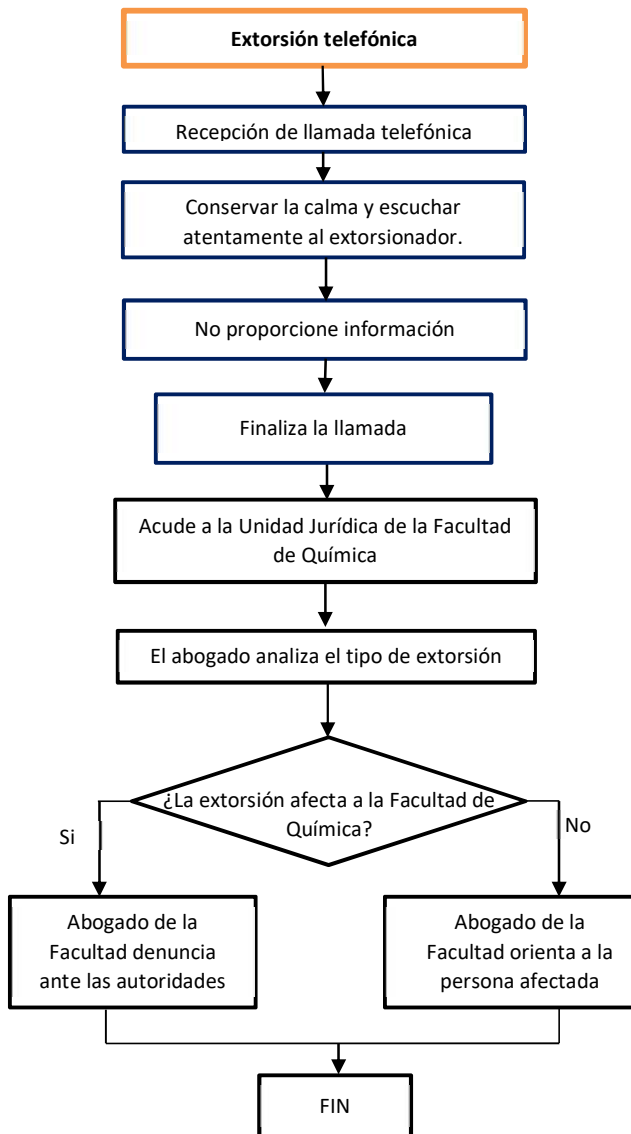 Extorsión telefónica
Recepción de llamada telefónica
Conservar la calma y escuchar
atentamente al extorsionador.
No proporcione información
Finaliza la llamada
Acude a la Unidad Jurídica de la Facultad
de Química
El abogado analiza el tipo de extorsión
¿La extorsión afecta a la Facultad de
Química?
Si
No
Abogado de la
Facultad denuncia
ante las autoridades
Abogado de la
Facultad orienta a la
persona afectada
FIN